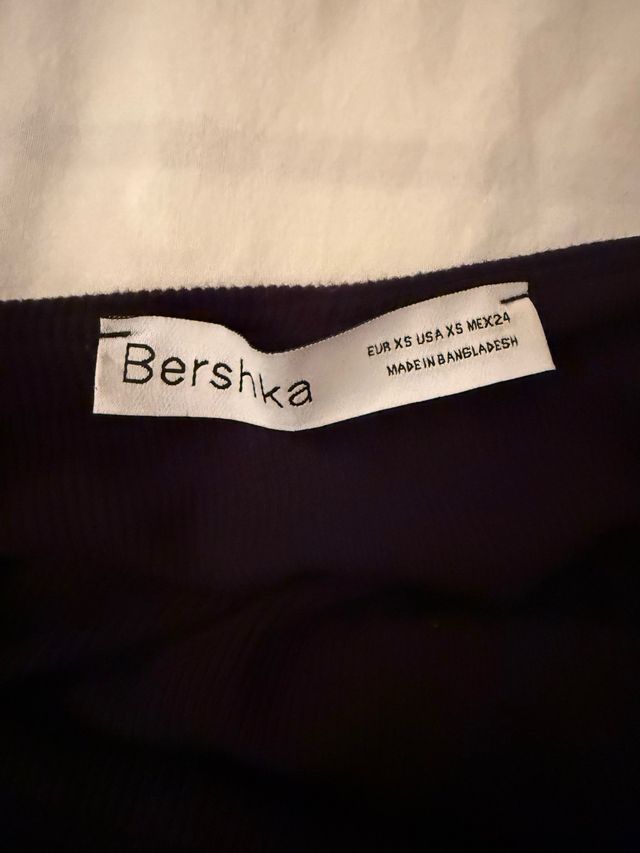 Bershka
EUR XS USA XS MEX24
MADE IN BANGLADESH